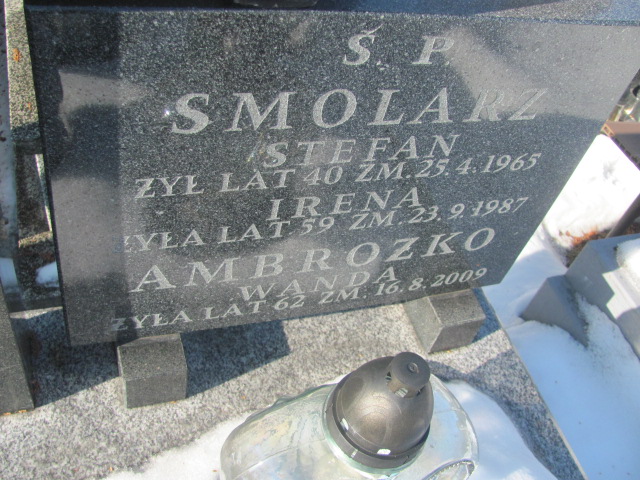 Ś. P.
SMOLARZ
STEFAN
ŻYŁ LAT 40 ZM. 25.4.1965
IRENA
ŻYŁA LAT 59 ZM. 23.9.1987
AMBROZKO
WANDA
ŻYŁA LAT 62 ZM. 16.8.2009